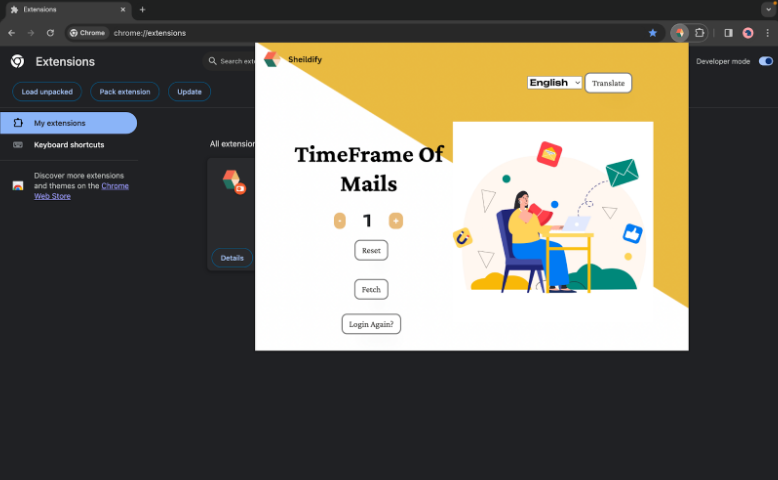 Extensions
Chrome
chrome://extensions
Extensions
Search exte
Developer mode
Load unpacked
Pack extension
Update
My extensions
Keyboard shortcuts
Discover more extensions
and themes on the Chrome
Web Store
All extension
Details
Sheildify
English
Translate
TimeFrame Of
Mails
-
1
+
Reset
Fetch
Login Again?